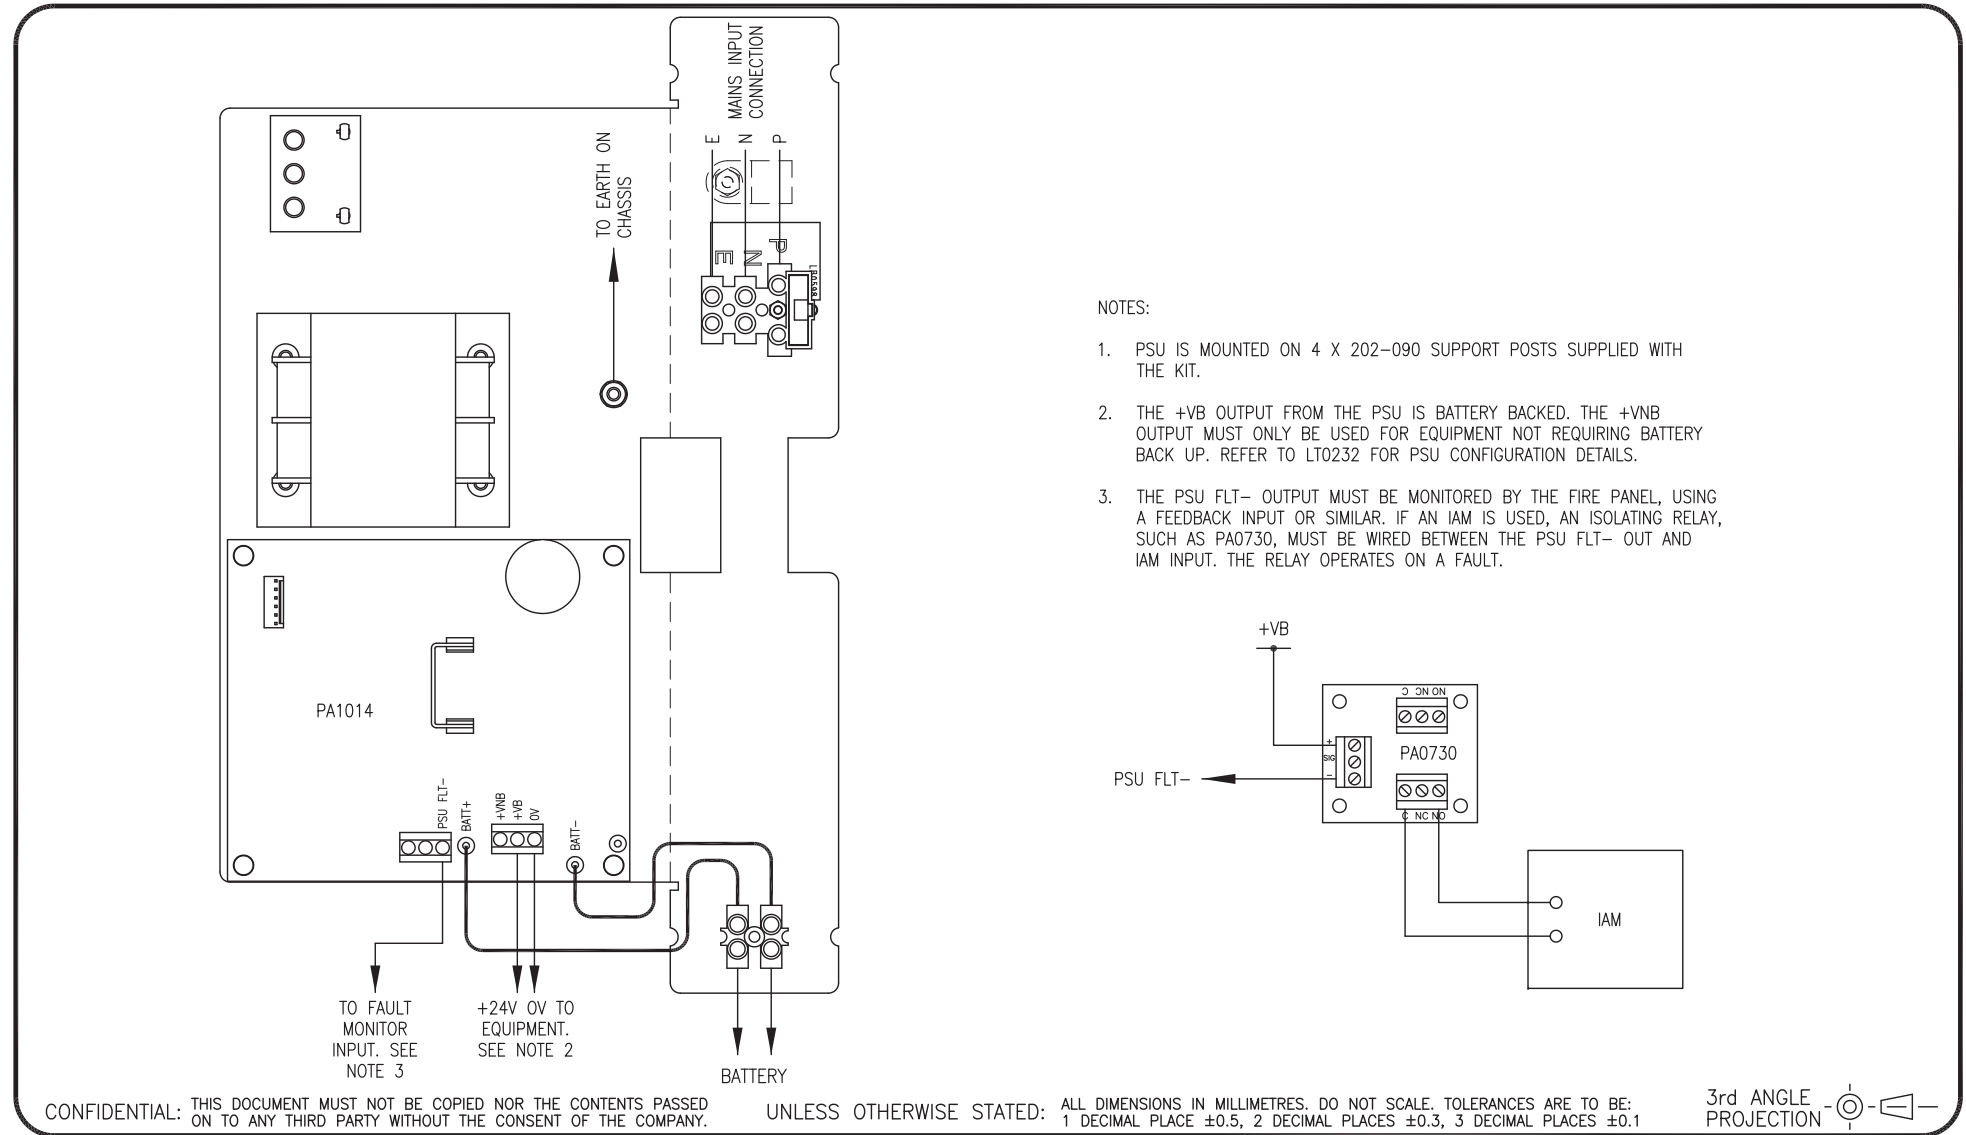 MAINS INPUT
CONNECTION
E
N
P
TO EARTH ON
CHASSIS
E
N
P
NOTES:
1. PSU IS MOUNTED ON 4 X 202-090 SUPPORT POSTS SUPPLIED WITH
THE KIT.
2. THE +VB OUTPUT FROM THE PSU IS BATTERY BACKED. THE +VNB
OUTPUT MUST ONLY BE USED FOR EQUIPMENT NOT REQUIRING BATTERY
BACK UP. REFER TO LT0232 FOR PSU CONFIGURATION DETAILS.
3. THE PSU FLT- OUTPUT MUST BE MONITORED BY THE FIRE PANEL, USING
A FEEDBACK INPUT OR SIMILAR. IF AN IAM IS USED, AN ISOLATING RELAY,
SUCH AS PA0730, MUST BE WIRED BETWEEN THE PSU FLT- OUT AND
IAM INPUT. THE RELAY OPERATES ON A FAULT.
PA1014
PSU FLT-
BATT+
+VNB
+VB
0V
BATT-
TO FAULT
MONITOR
INPUT. SEE
NOTE 3
+24V 0V TO
EQUIPMENT.
SEE NOTE 2
BATTERY
+VB
C NC NO
+
SIG
-
PA0730
PSU FLT-
C NC NO
IAM
CONFIDENTIAL: THIS DOCUMENT MUST NOT BE COPIED NOR THE CONTENTS PASSED
ON TO ANY THIRD PARTY WITHOUT THE CONSENT OF THE COMPANY.
UNLESS OTHERWISE STATED: ALL DIMENSIONS IN MILLIMETRES. DO NOT SCALE. TOLERANCES ARE TO BE:
1 DECIMAL PLACE ±0.5, 2 DECIMAL PLACES ±0.3, 3 DECIMAL PLACES ±0.1
3rd ANGLE
PROJECTION